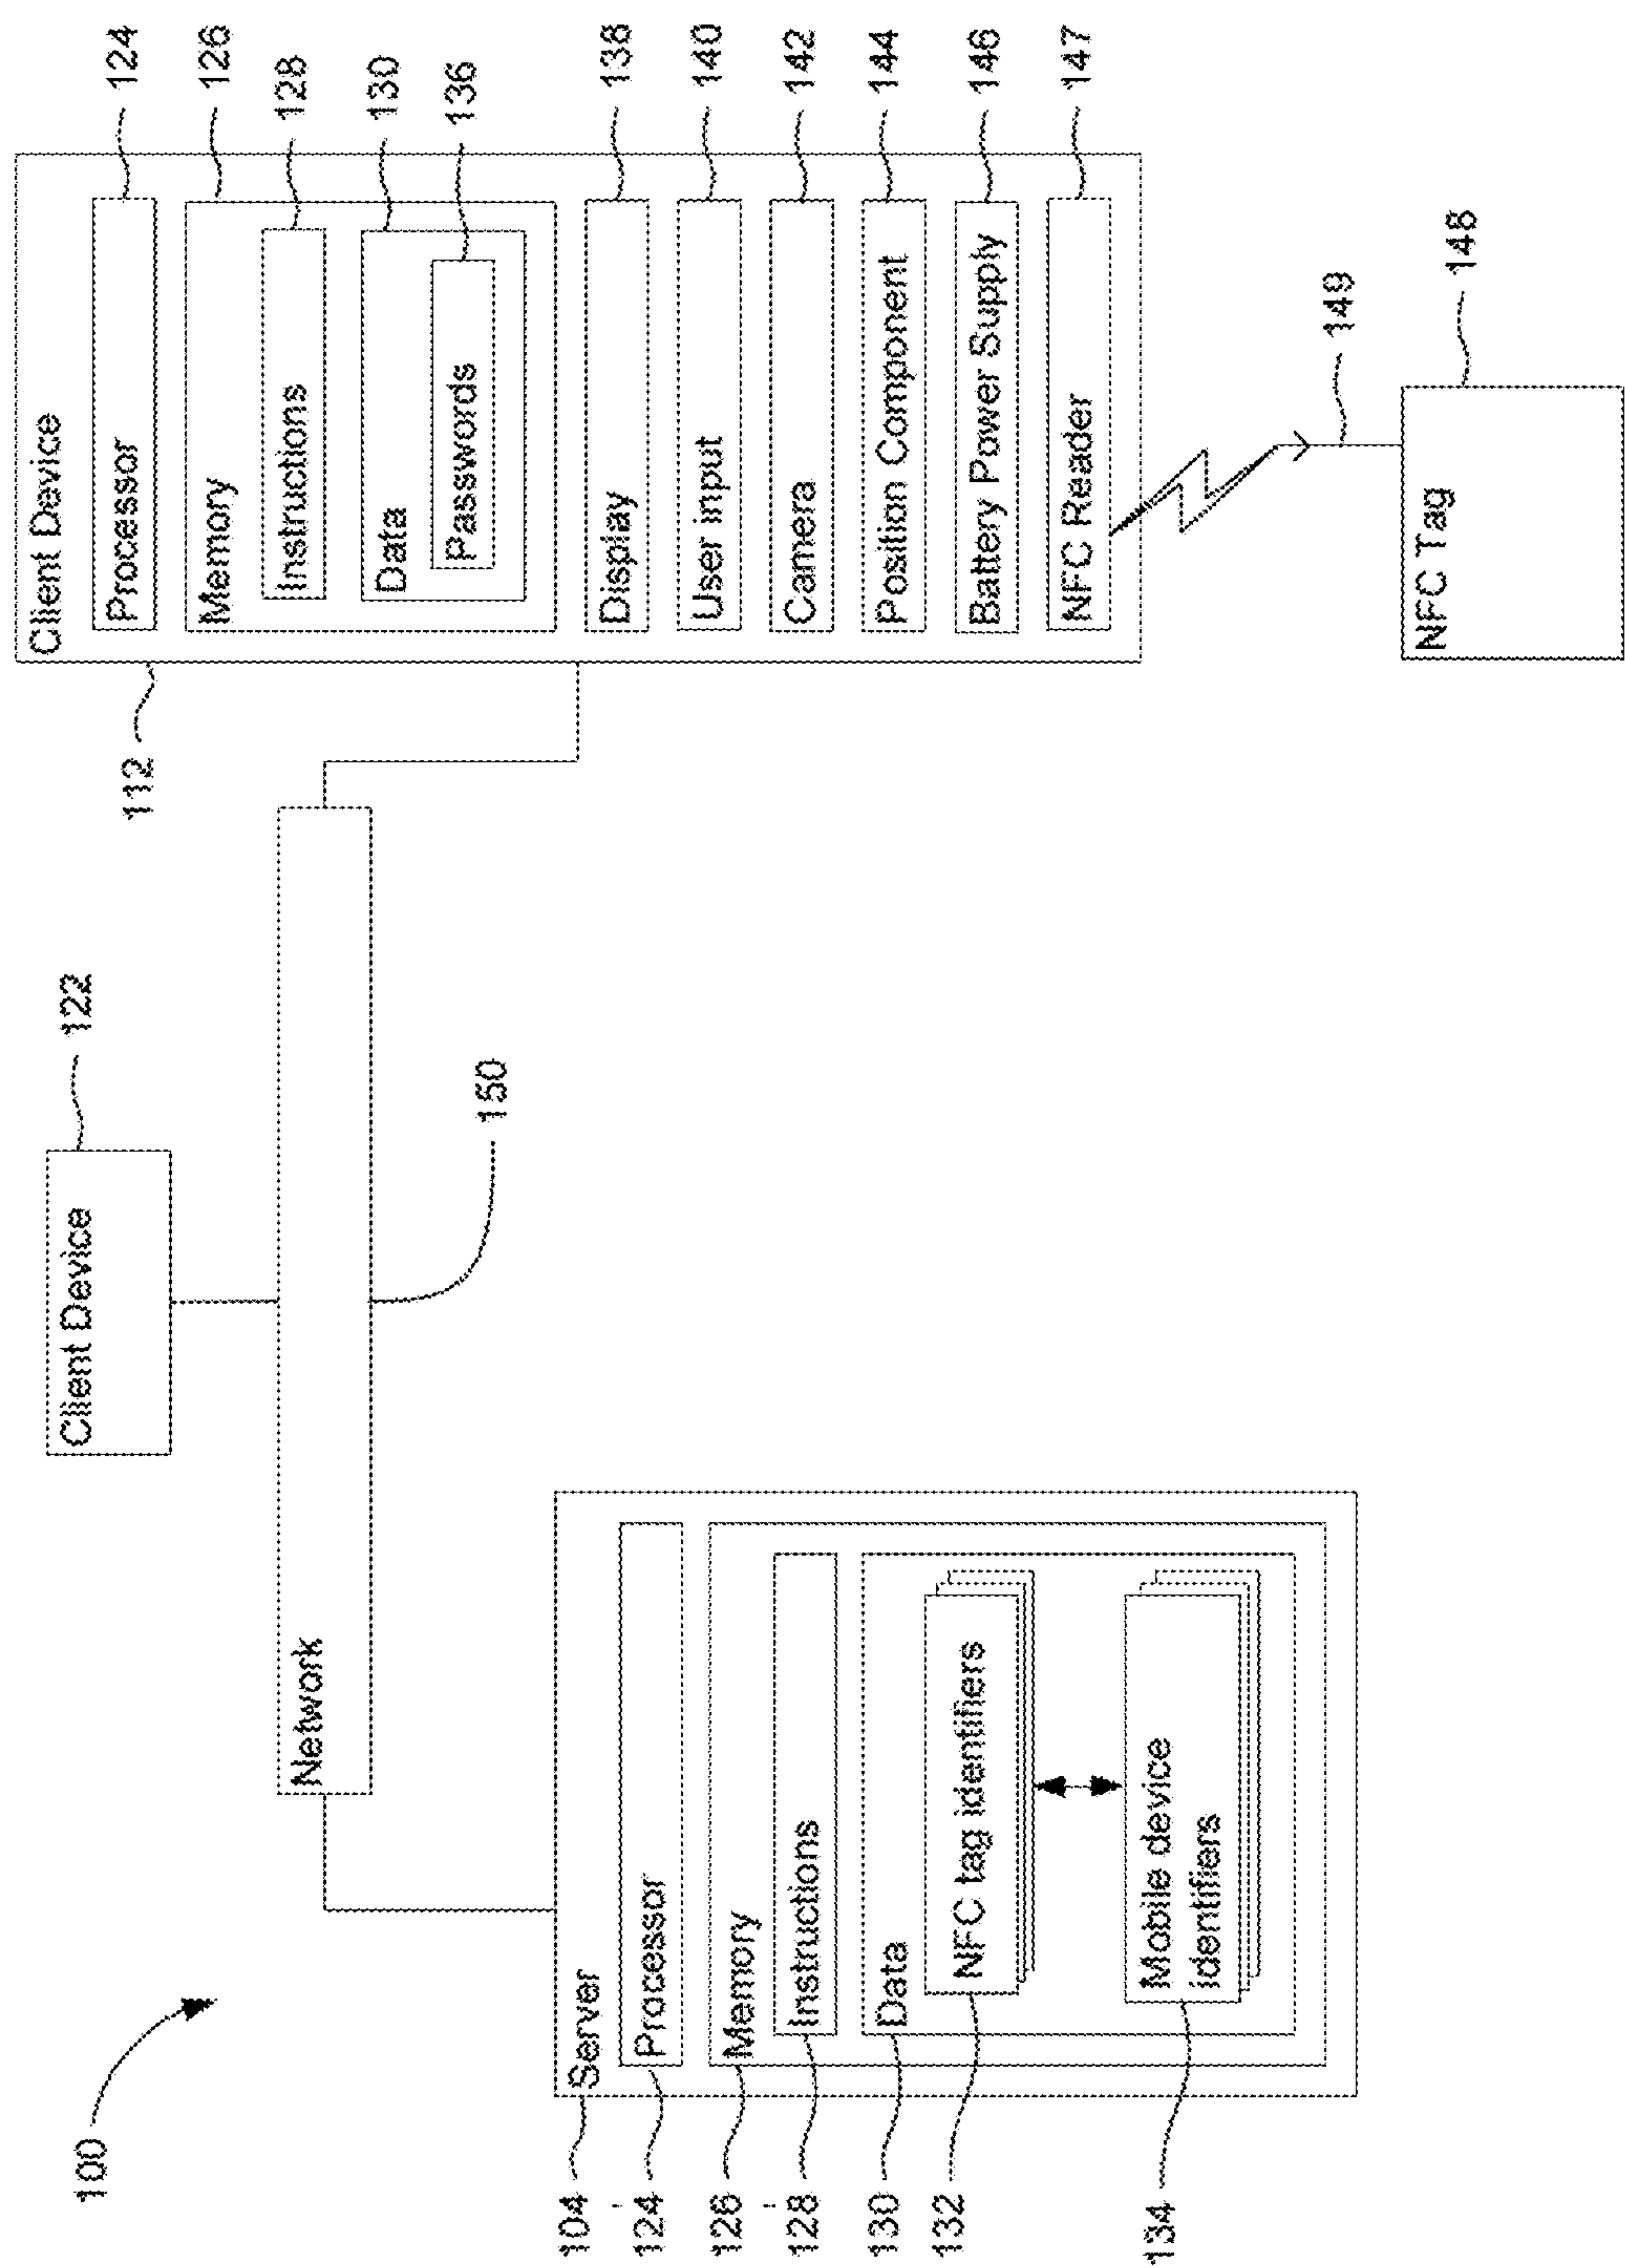 100
Client Device
122
Network
150
Server
104
Processor
124
Memory
126
Instructions
128
Data
130
NFC tag identifiers
132
Mobile device
identifiers
134
Client Device
112
Processor
124
Memory
126
Instructions
128
Data
130
Passwords
136
Display
138
User input
140
Camera
142
Position Component
144
Battery Power Supply
146
NFC Reader
147
149
NFC Tag
148